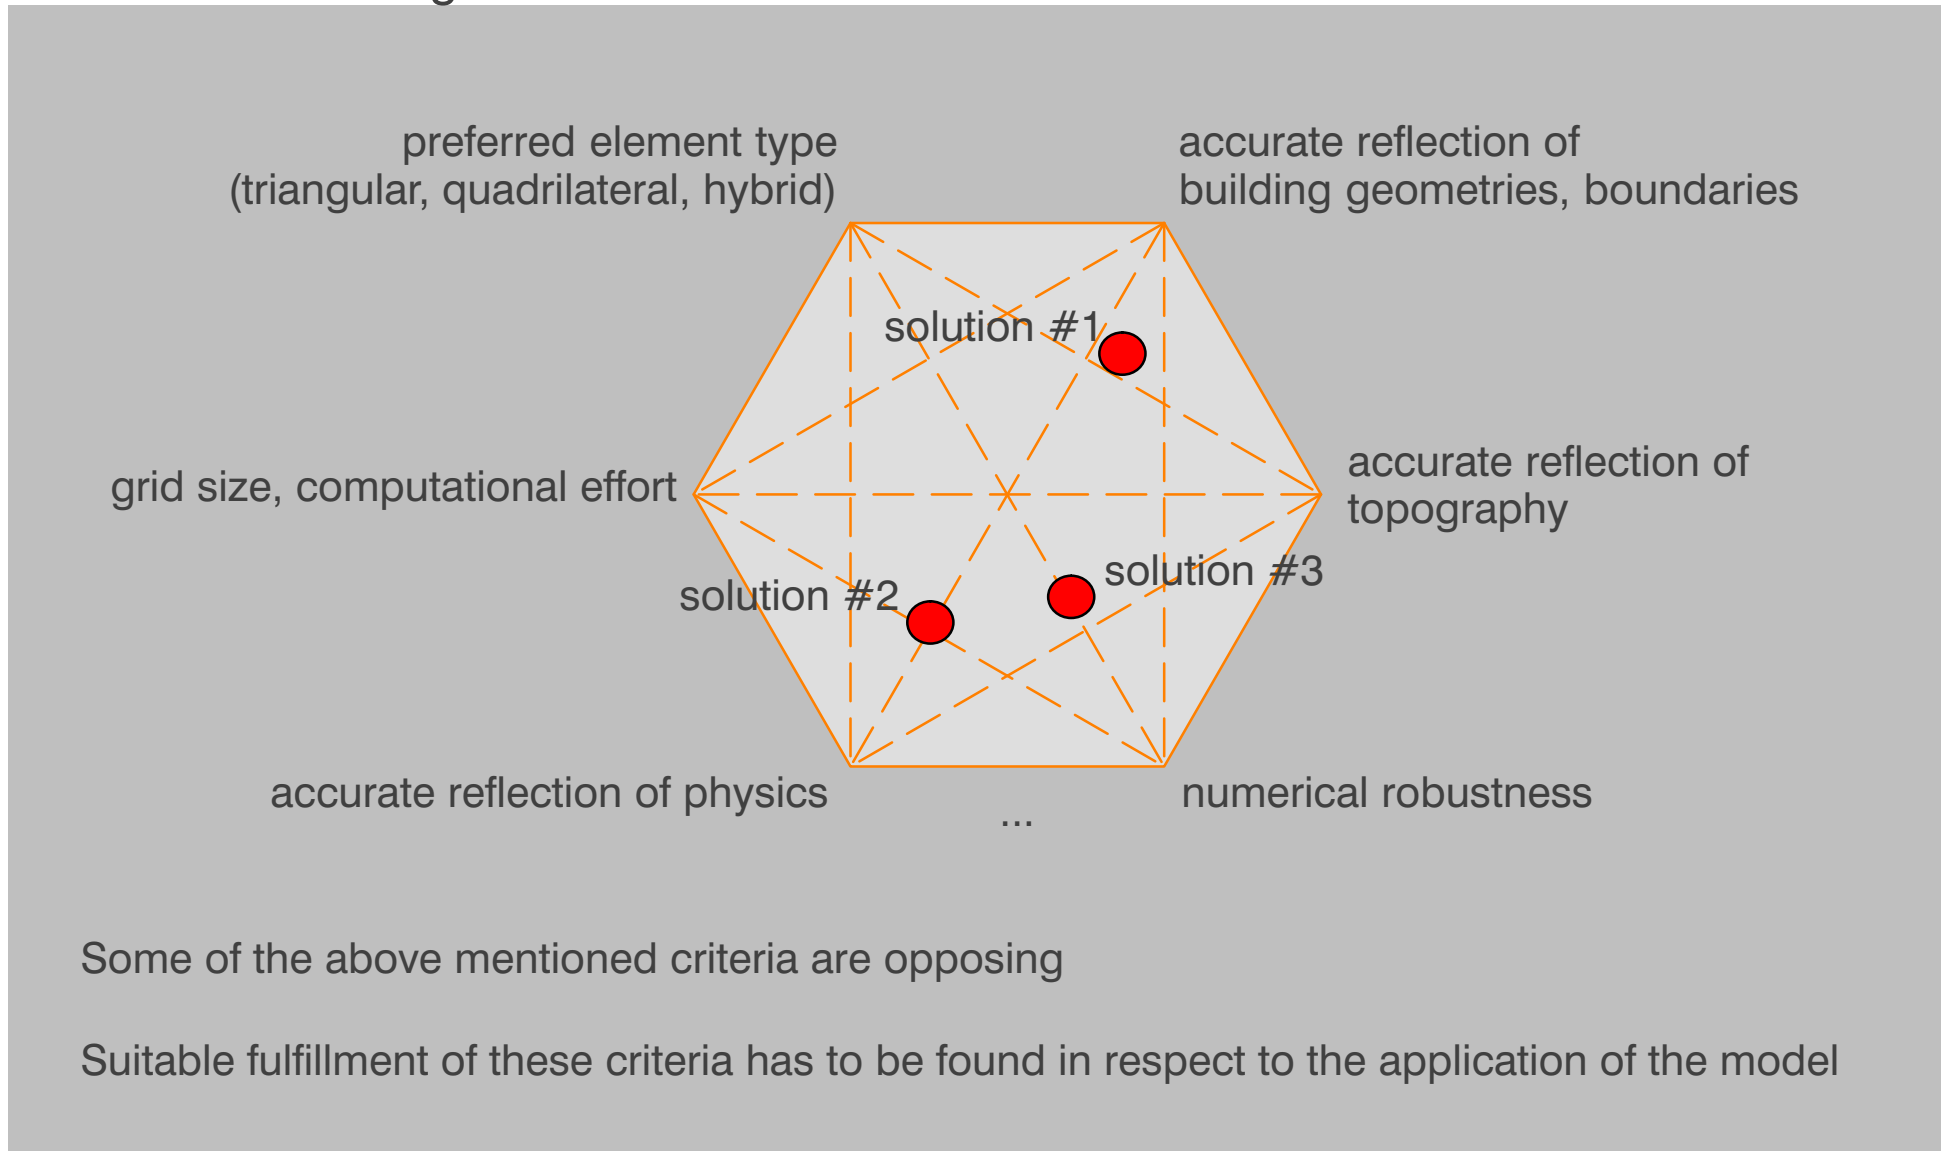 preferred element type
(triangular, quadrilateral, hybrid)
accurate reflection of
building geometries, boundaries
solution #1
grid size, computational effort
accurate reflection of
topography
solution #2
solution #3
accurate reflection of physics
numerical robustness
...
Some of the above mentioned criteria are opposing
Suitable fulfillment of these criteria has to be found in respect to the application of the model